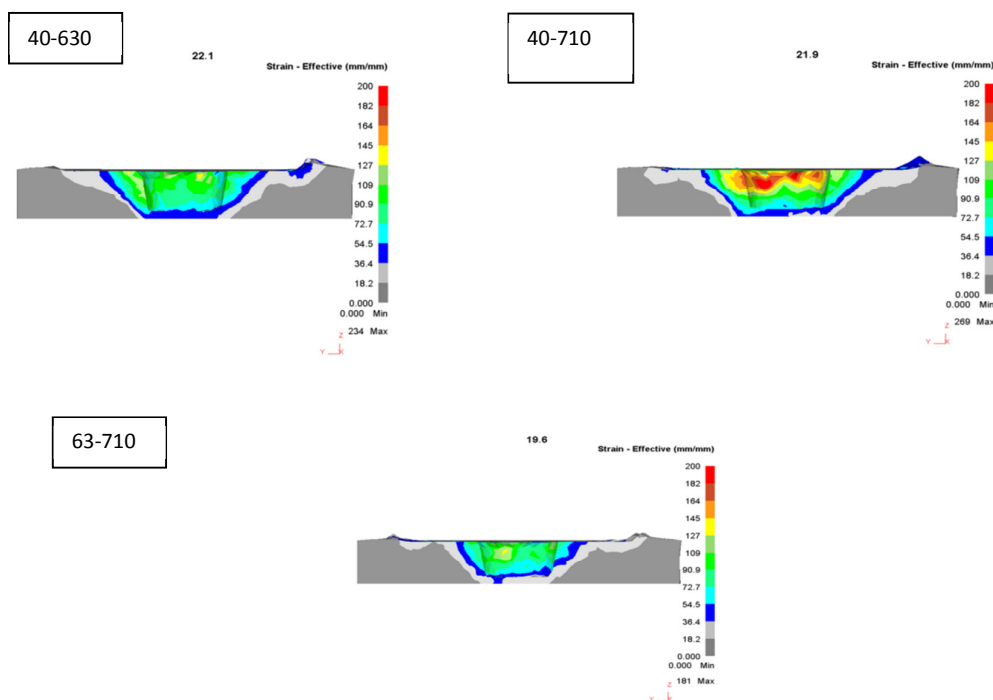 40-630
22.1
Strain - Effective (mm/mm)
200
182
164
145
127
109
90.9
72.7
54.5
36.4
18.2
0.000
0.000 Min
234 Max
Z
Y X
40-710
21.9
Strain - Effective (mm/mm)
200
182
164
145
127
109
90.9
72.7
54.5
36.4
18.2
0.000
0.000 Min
269 Max
Z
Y X
63-710
19.6
Strain - Effective (mm/mm)
200
182
164
145
127
109
90.9
72.7
54.5
36.4
18.2
0.000
0.000 Min
181 Max
Z
Y X